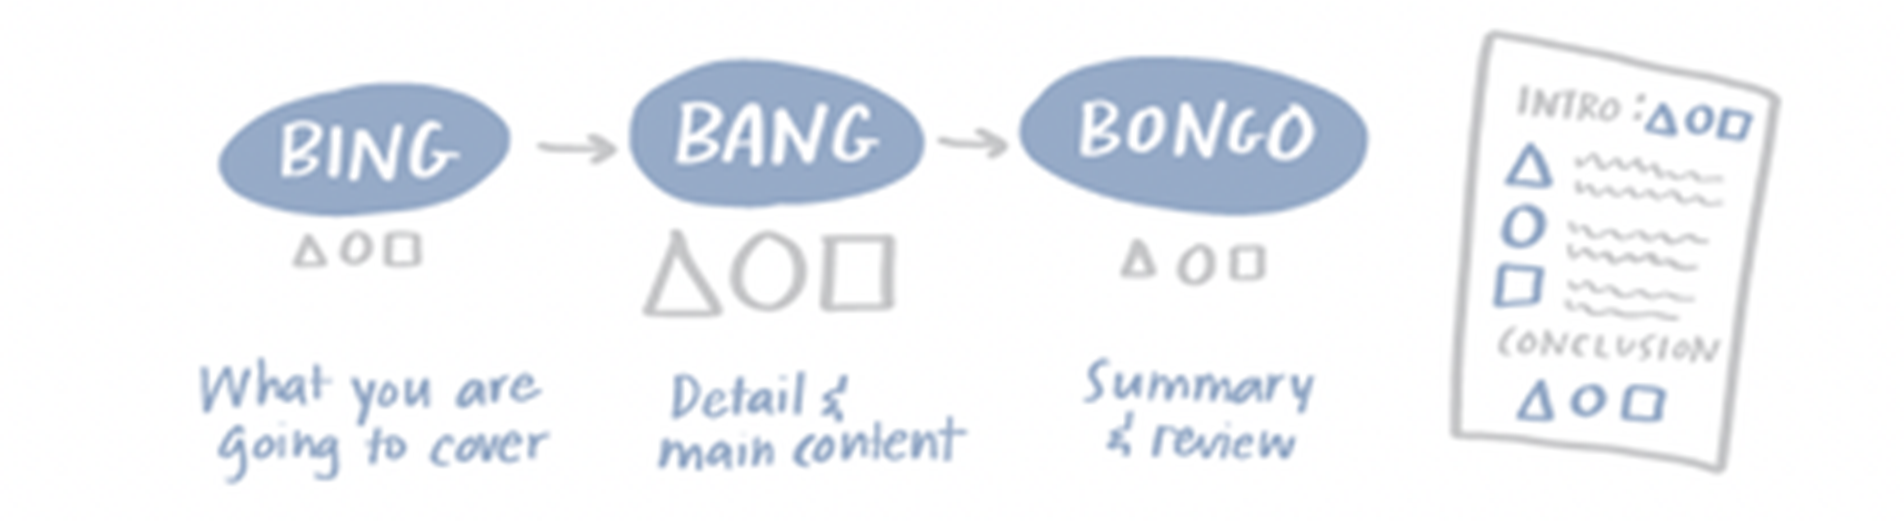 BING
BANG
BONGO
What you are
going to cover
Detail &
main content
Summary
& review
INTRO:
CONCLUSION